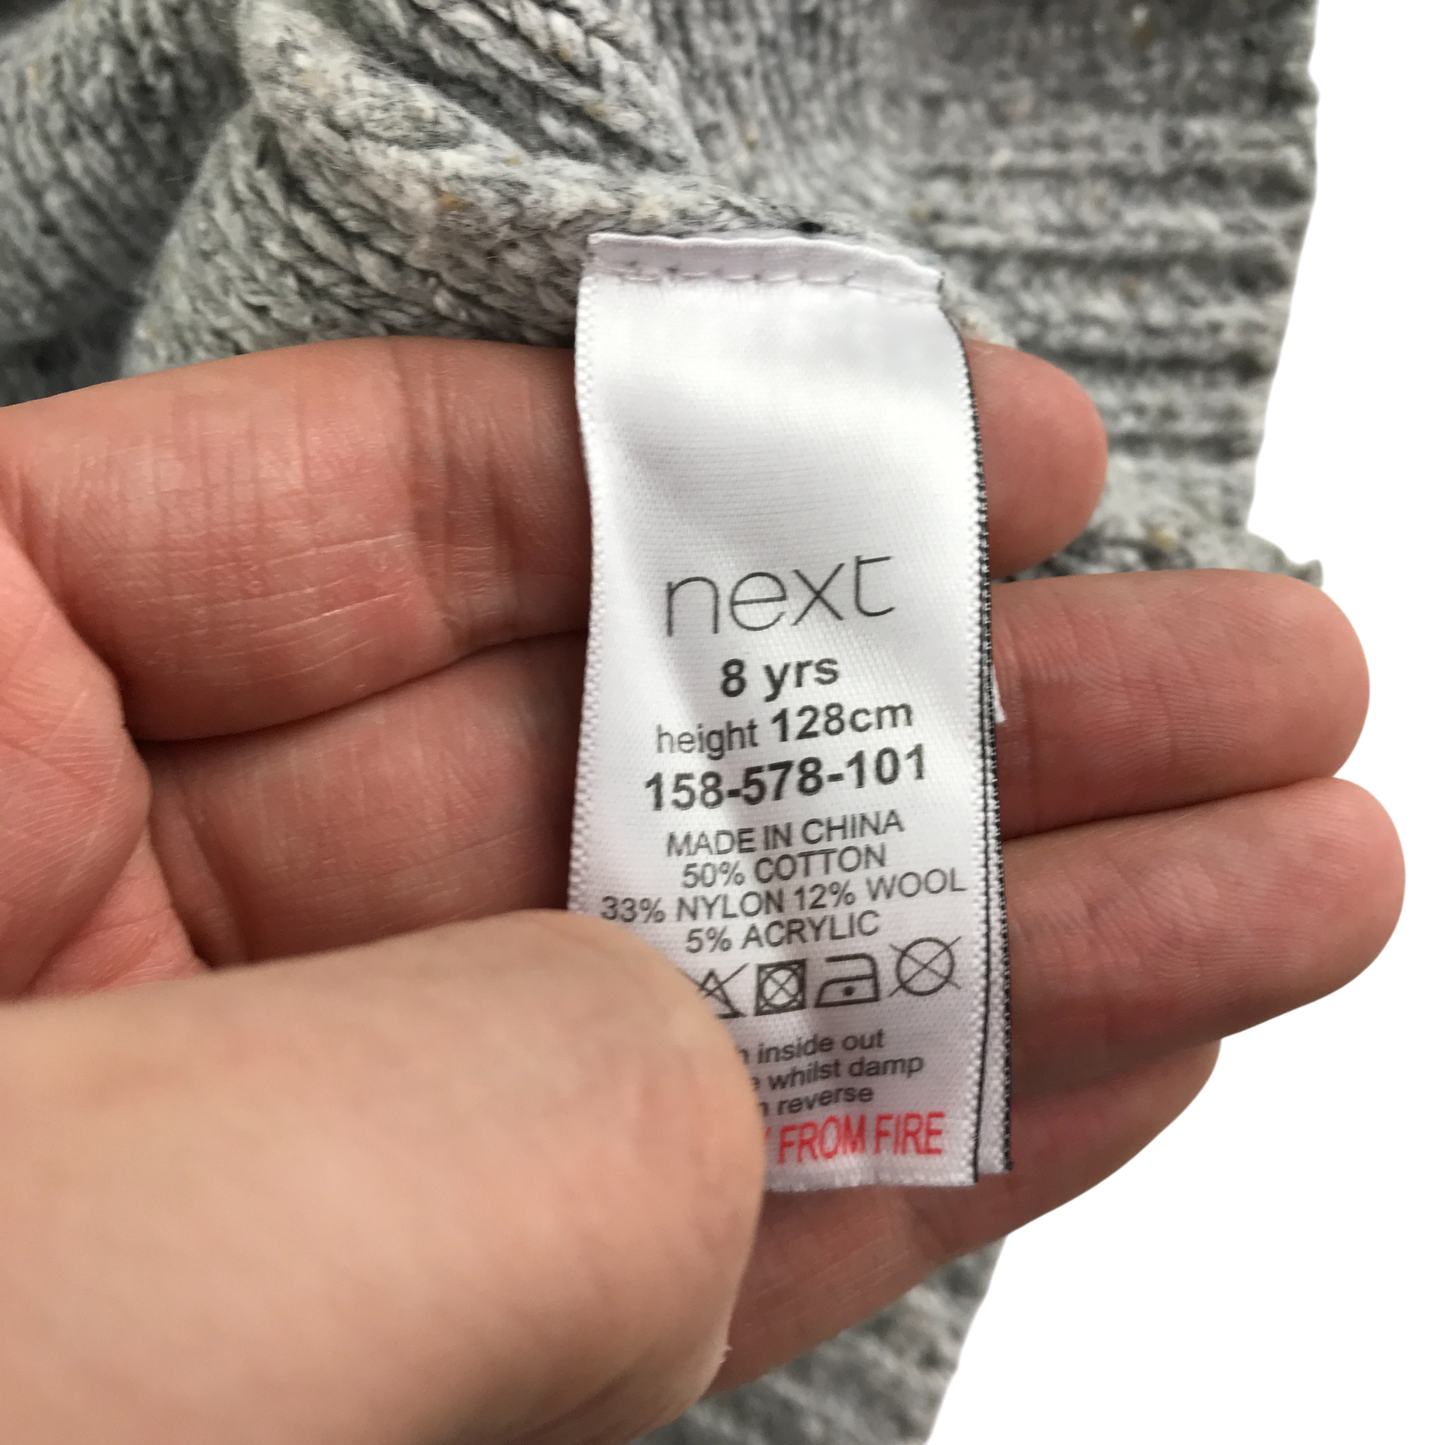 next
8 yrs
height 128cm
158-578-101
MADE IN CHINA
50% COTTON
33% NYLON 12% WOOL
5% ACRYLIC
inside out
whilst damp
reverse
FROM FIRE